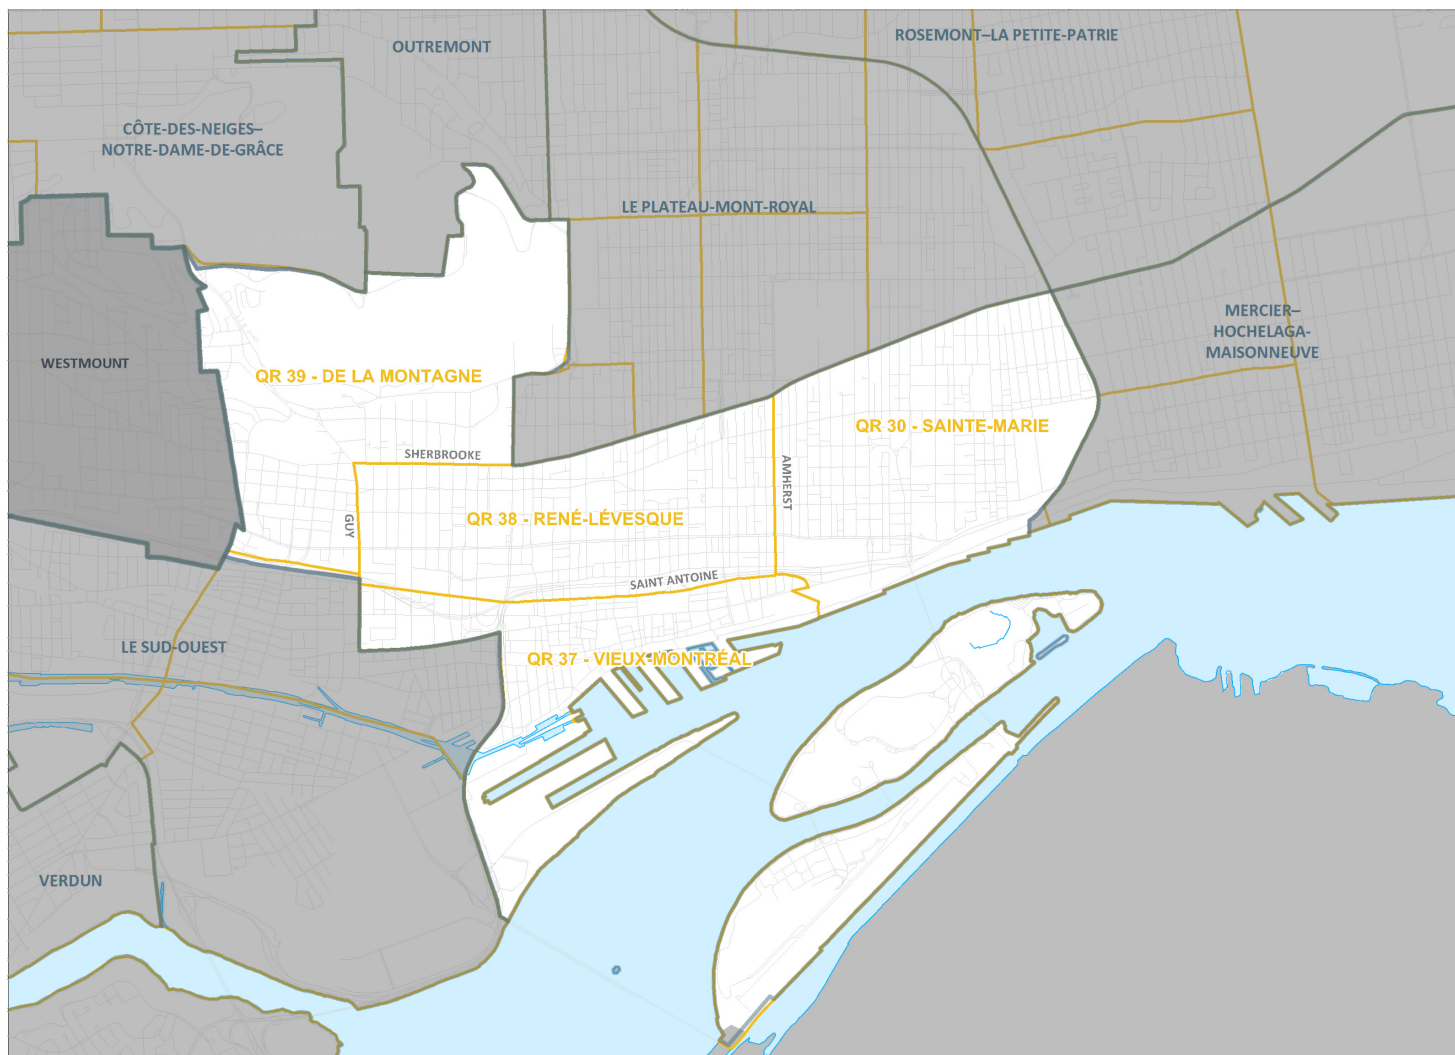 ROSEMONT–LA PETITE-PATRIE
OUTREMONT
CÔTE-DES-NEIGES–
NOTRE-DAME-DE-GRÂCE
LE PLATEAU-MONT-ROYAL
MERCIER–
HOCHELAGA-
MAISONNEUVE
WESTMOUNT
QR 39 - DE LA MONTAGNE
QR 30 - SAINTE-MARIE
SHERBROOKE
AMHERST
GUY
QR 38 - RENÉ-LÉVESQUE
SAINT ANTOINE
LE SUD-OUEST
QR 37 - VIEUX-MONTRÉAL
VERDUN